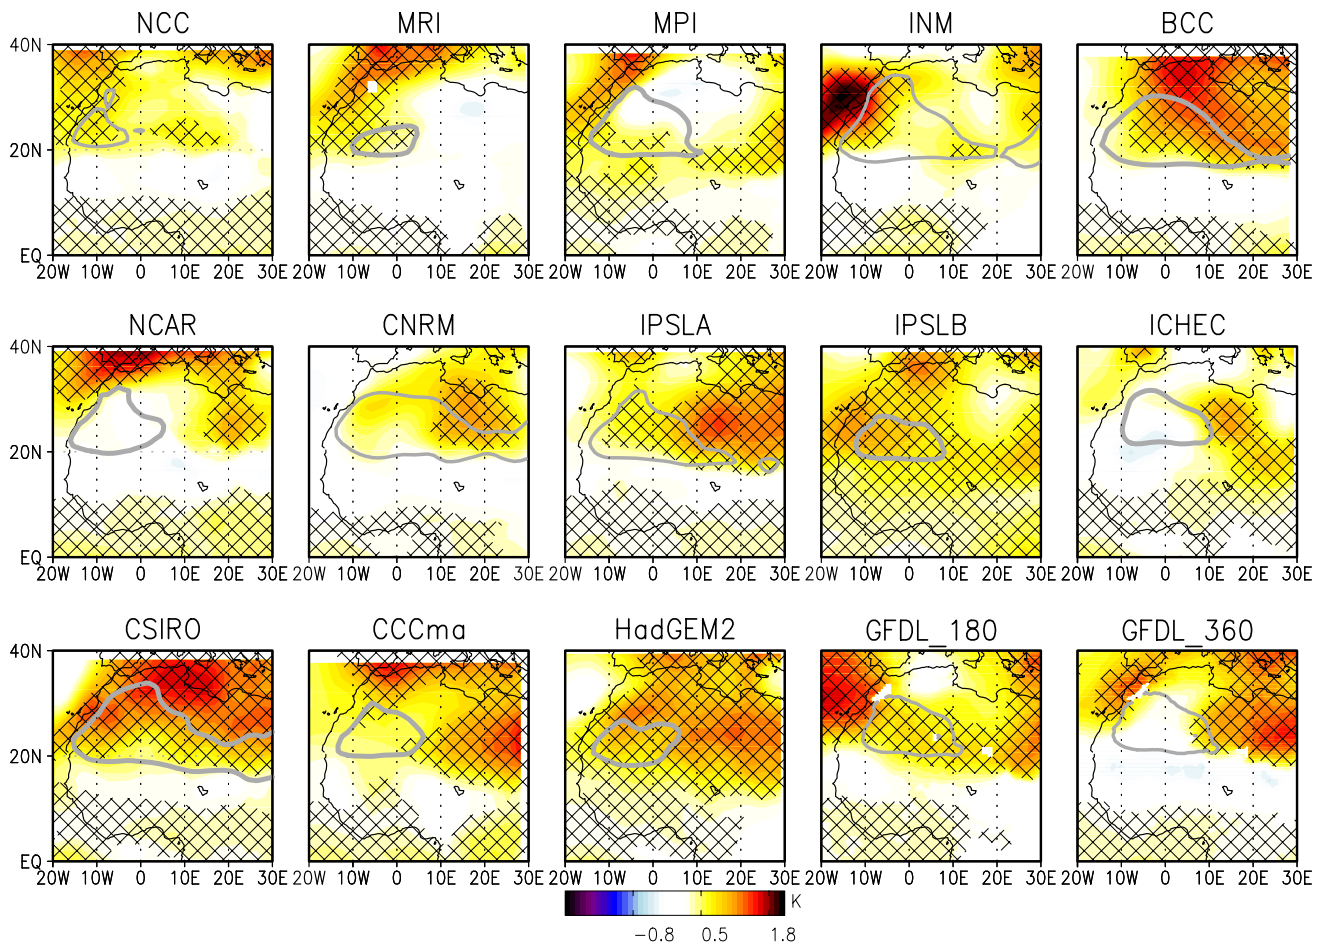 NCC MRI MPI INM BCC
40N
20N
EQ
20W 10W 0 10E 20E 30E 20W 10W 0 10E 20E 30E 20W 10W 0 10E 20E 30E 20W 10W 0 10E 20E 30E 20W 10W 0 10E 20E 30E
NCAR CNRM IPSLA IPSLB ICHEC
40N
20N
EQ
20W 10W 0 10E 20E 30E 20W 10W 0 10E 20E 30E 20W 10W 0 10E 20E 30E 20W 10W 0 10E 20E 30E 20W 10W 0 10E 20E 30E
CSIRO CCCma HadGEM2 GFDL_180 GFDL_360
40N
20N
EQ
20W 10W 0 10E 20E 30E 20W 10W 0 10E 20E 30E 20W 10W 0 10E 20E 30E 20W 10W 0 10E 20E 30E 20W 10W 0 10E 20E 30E
K
−0.8 0.5 1.8